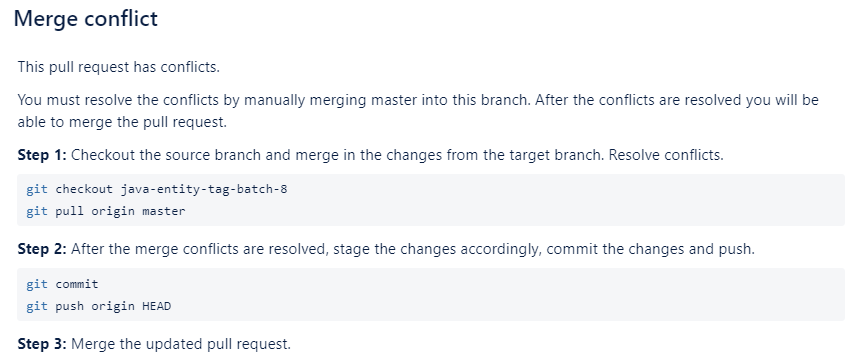 Merge conflict
This pull request has conflicts.
You must resolve the conflicts by manually merging master into this branch. After the conflicts are resolved you will be
able to merge the pull request.
Step 1: Checkout the source branch and merge in the changes from the target branch. Resolve conflicts.
git checkout java-entity-tag-batch-8
git pull origin master
Step 2: After the merge conflicts are resolved, stage the changes accordingly, commit the changes and push.
git commit
git push origin HEAD
Step 3: Merge the updated pull request.